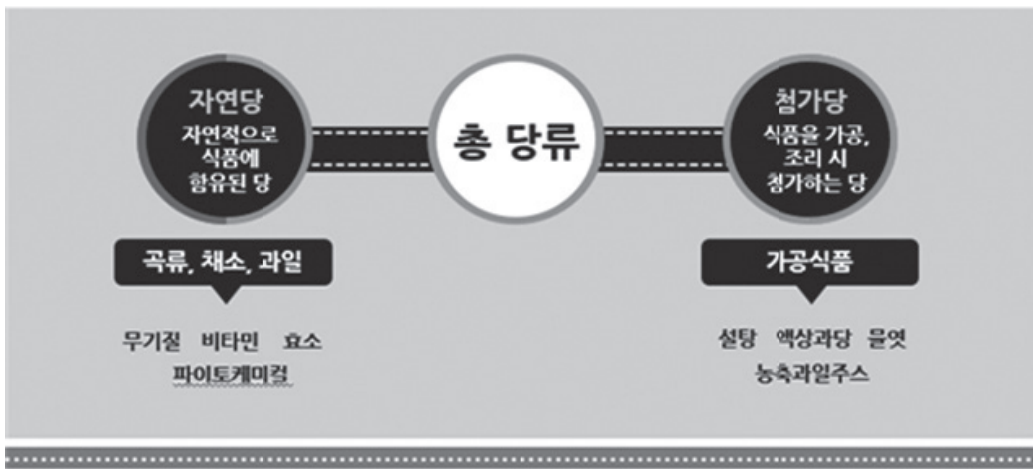 자연당
자연적으로
식품에
함유된 당
총 당류
첨가당
식품을 가공,
조리 시
첨가하는 당
곡류, 채소, 과일
가공식품
무기질 비타민 효소
파이토케미컬
설탕 액상과당 물엿
농축과일주스